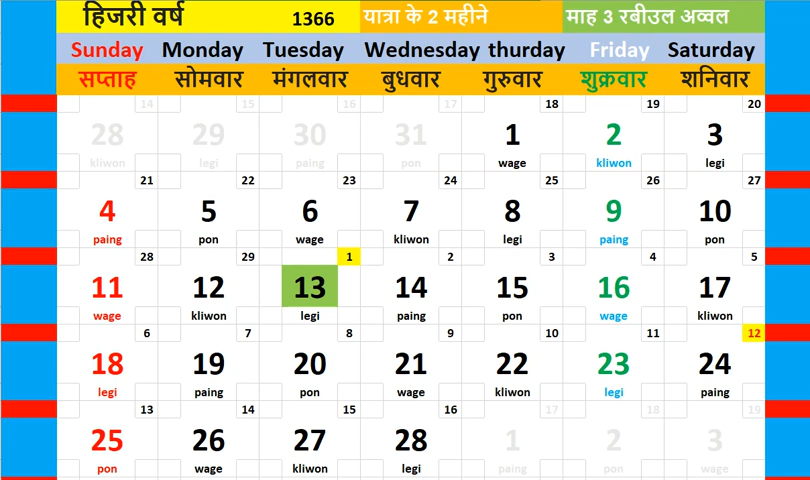 हिजरी वर्ष 1366 यात्रा के 2 महीने माह 3 रबीउल अव्वल
Sunday Monday Tuesday Wednesday thurday Friday Saturday
सप्ताह सोमवार मंगलवार बुधवार गुरुवार शुक्रवार शनिवार
14 15 16 17 18 19 20
28 29 30 31 1 2 3
kliwon legi paing pon wage kliwon legi
21 22 23 24 25 26 27
4 5 6 7 8 9 10
paing pon wage kliwon legi paing pon
28 29 1 2 3 4 5
11 12 13 14 15 16 17
wage kliwon legi paing pon wage kliwon
6 7 8 9 10 11 12
18 19 20 21 22 23 24
legi paing pon wage kliwon legi paing
13 14 15 16 17 18 19
25 26 27 28 1 2 3
pon wage kliwon legi paing pon wage